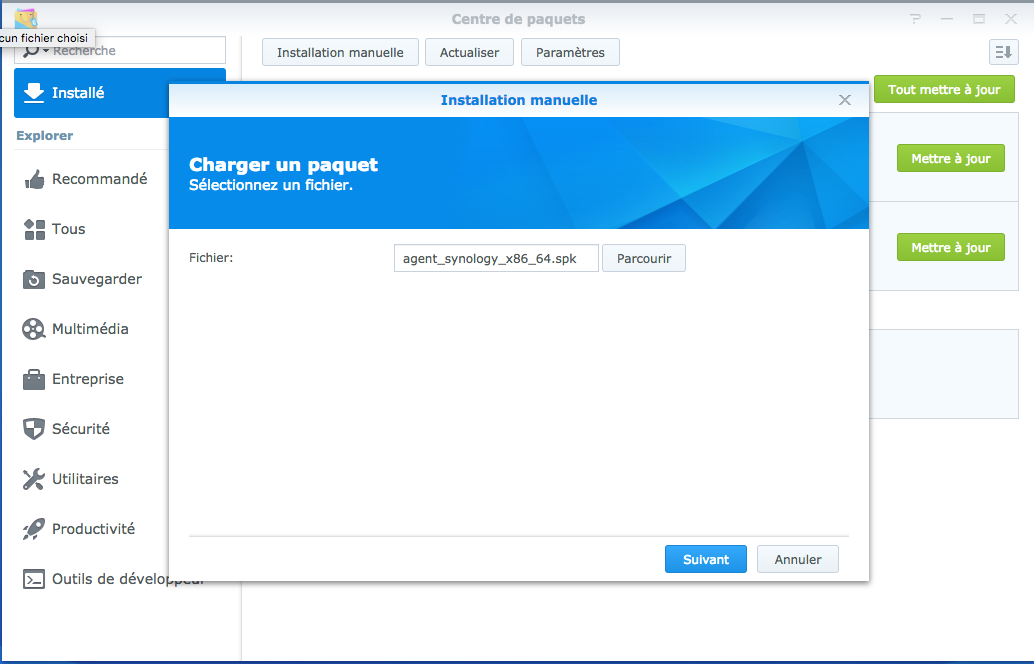 Centre de paquets
cun fichier choisi
Recherche
Installation manuelle
Actualiser
Paramètres
Installé
Tout mettre à jour
Explorer
Recommandé
Tous
Sauvegarder
Multimédia
Entreprise
Sécurité
Utilitaires
Productivité
Outils de développeur
Mettre à jour
Mettre à jour
Installation manuelle
Charger un paquet
Sélectionnez un fichier.
Fichier:
agent_synology_x86_64.spk
Parcourir
Suivant
Annuler